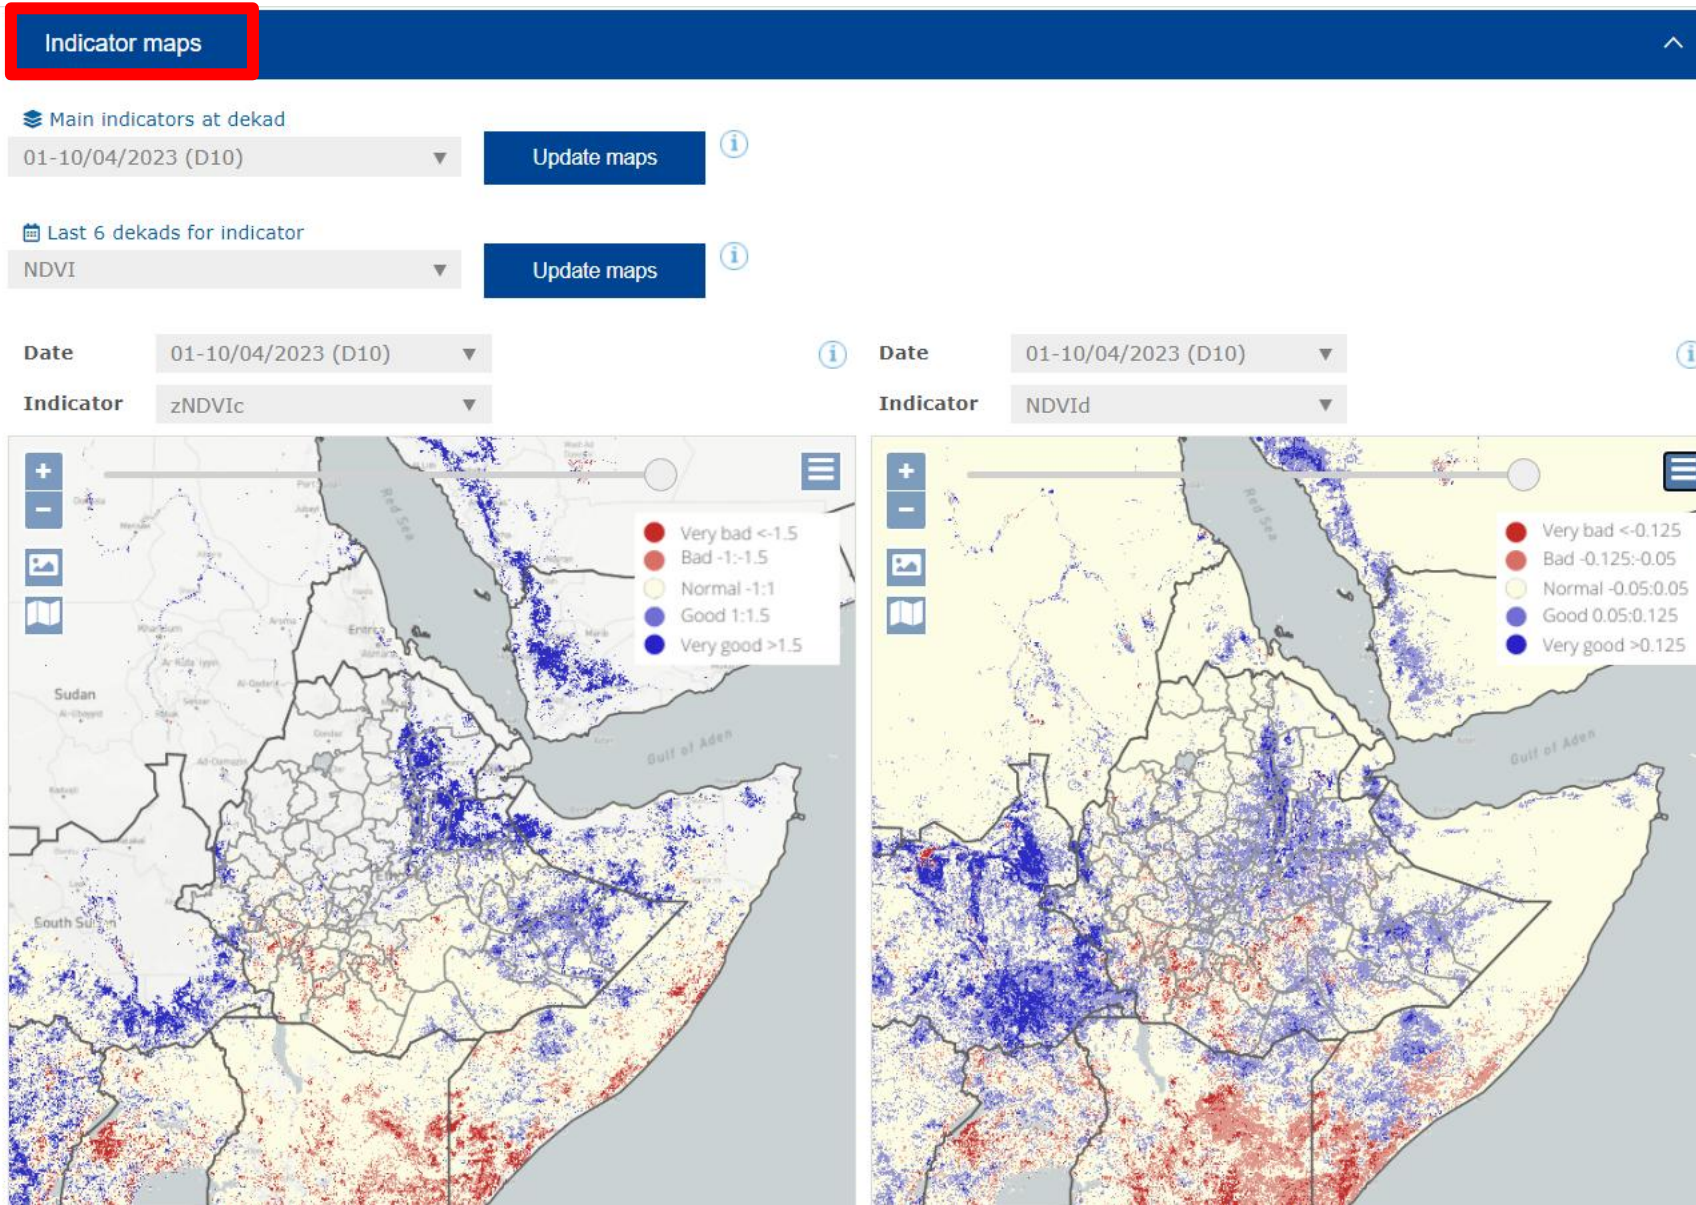 Indicator maps
Main indicators at dekad
01-10/04/2023 (D10)
Update maps
Last 6 dekads for indicator
NDVI
Update maps
Date
01-10/04/2023 (D10)
Indicator
zNDVIc
Date
01-10/04/2023 (D10)
Indicator
NDVId
Very bad <-1.5
Bad -1:-1.5
Normal -1:1
Good 1:1.5
Very good >1.5
Red Sea
Sudan
Gulf of Aden
Very bad <-0.125
Bad -0.125:-0.05
Normal -0.05:0.05
Good 0.05:0.125
Very good >0.125
Red Sea
Gulf of Aden